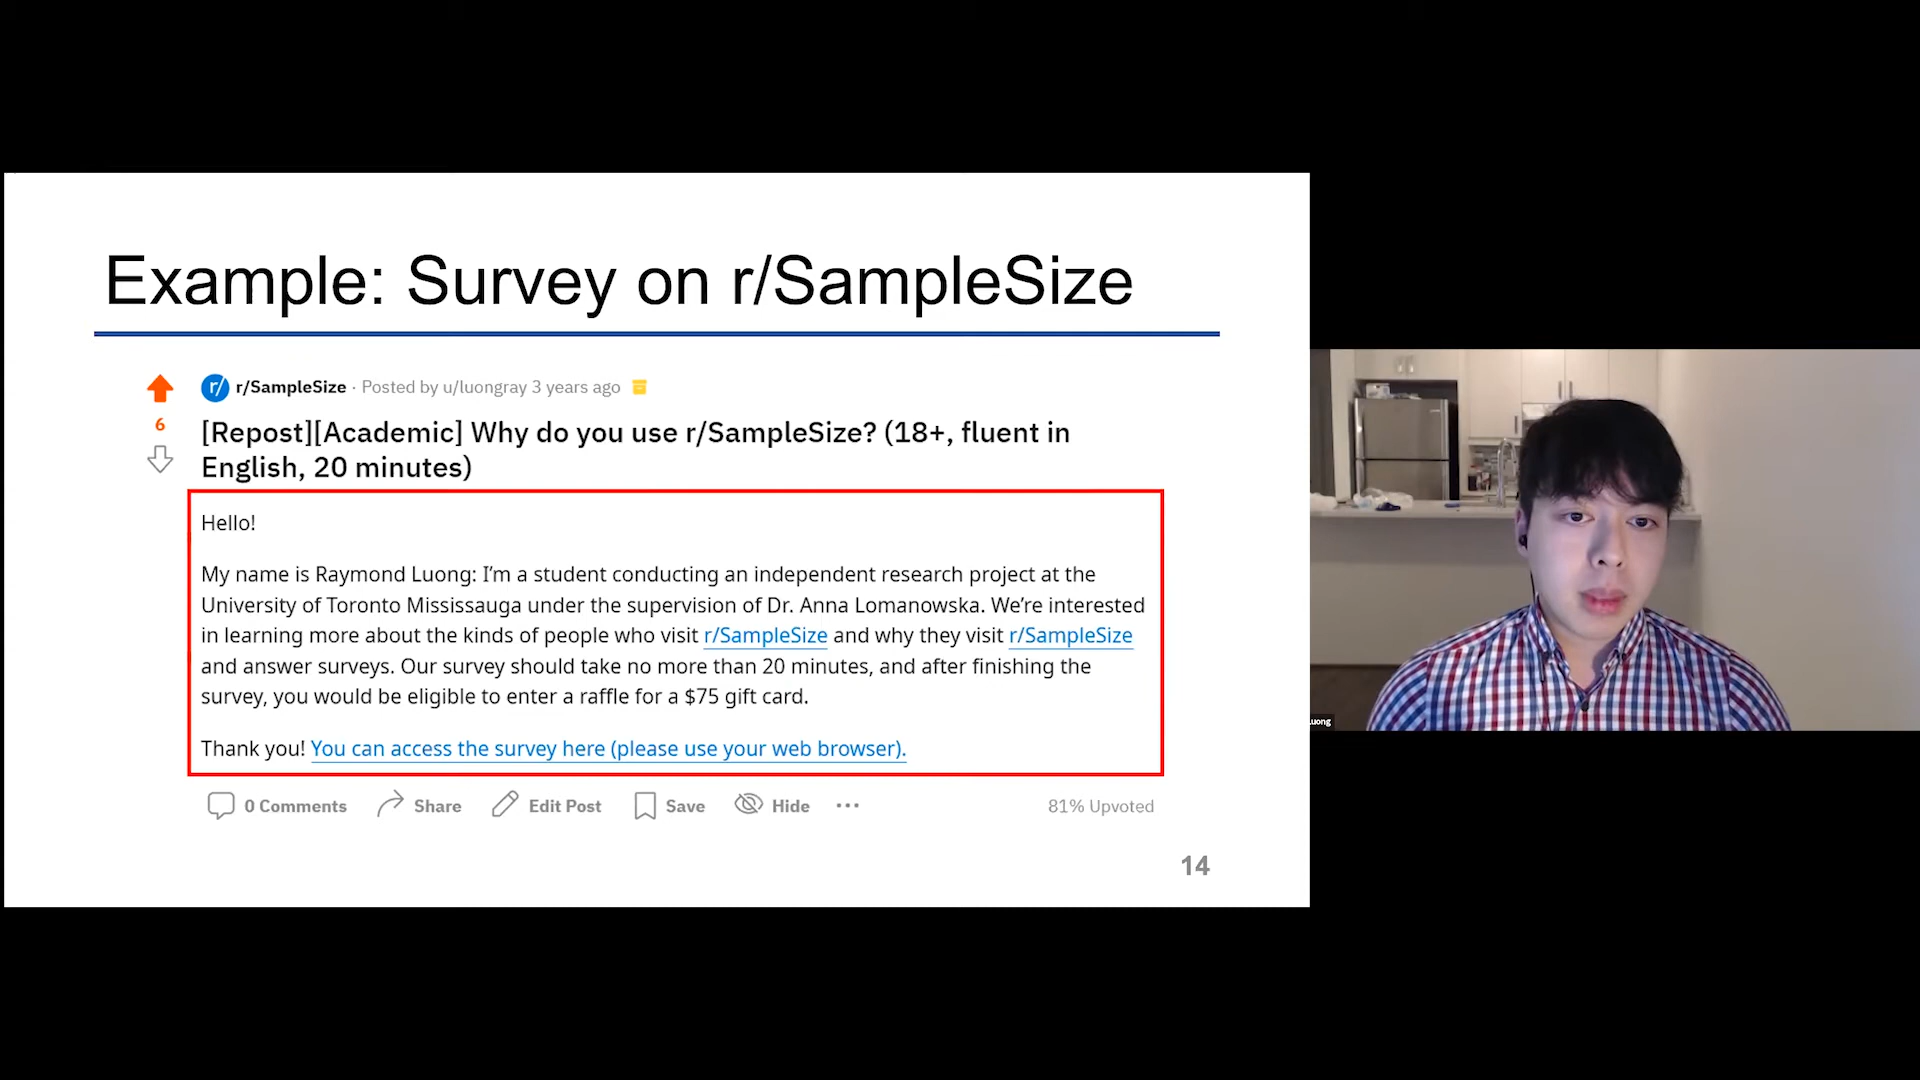 Example: Survey on r/SampleSize
r/ r/SampleSize · Posted by u/luongray 3 years ago
6
[Repost][Academic] Why do you use r/SampleSize? (18+, fluent in
English, 20 minutes)
Hello!
My name is Raymond Luong: I’m a student conducting an independent research project at the
University of Toronto Mississauga under the supervision of Dr. Anna Lomanowska. We’re interested
in learning more about the kinds of people who visit r/SampleSize and why they visit r/SampleSize
and answer surveys. Our survey should take no more than 20 minutes, and after finishing the
survey, you would be eligible to enter a raffle for a $75 gift card.
Thank you! You can access the survey here (please use your web browser).
0 Comments Share Edit Post Save Hide ··· 81% Upvoted
14